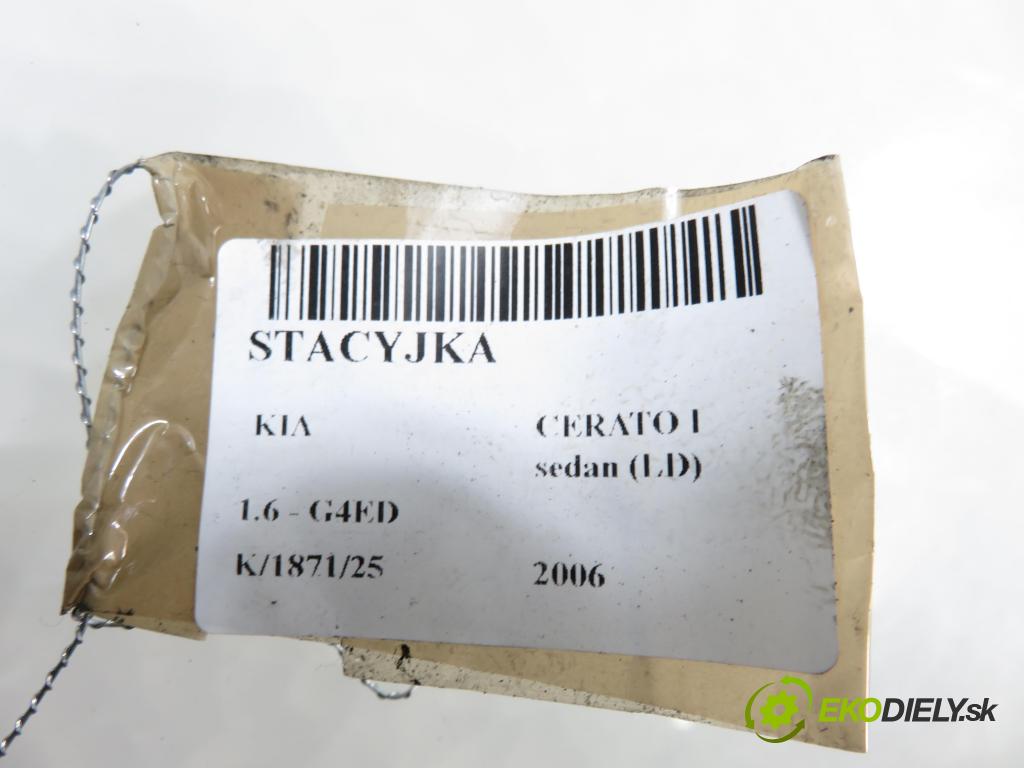 STACYJKA
KIA CERATO I
sedan (LD)
1.6 - G4ED
K/1871/25 2006
EKODIELY.sk